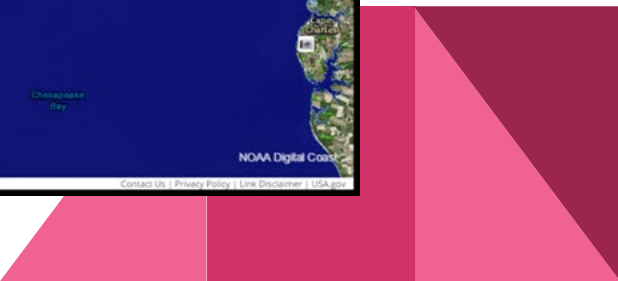 Cape
Charles
Chesapeake
Bay
NOAA Digital Coast
Contact Us | Privacy Policy | Link Disclaimer | USA.gov